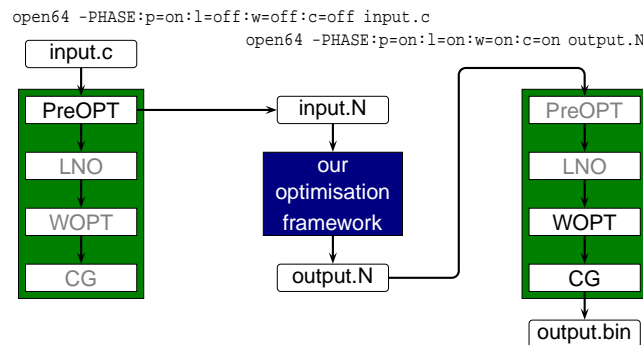 open64 -PHASE:p=on:l=off:w=off:c=off input.c
open64 -PHASE:p=on:l=on:w=on:c=on output.N
input.c
PreOPT
LNO
WOPT
CG
input.N
our
optimisation
framework
output.N
PreOPT
LNO
WOPT
CG
output.bin